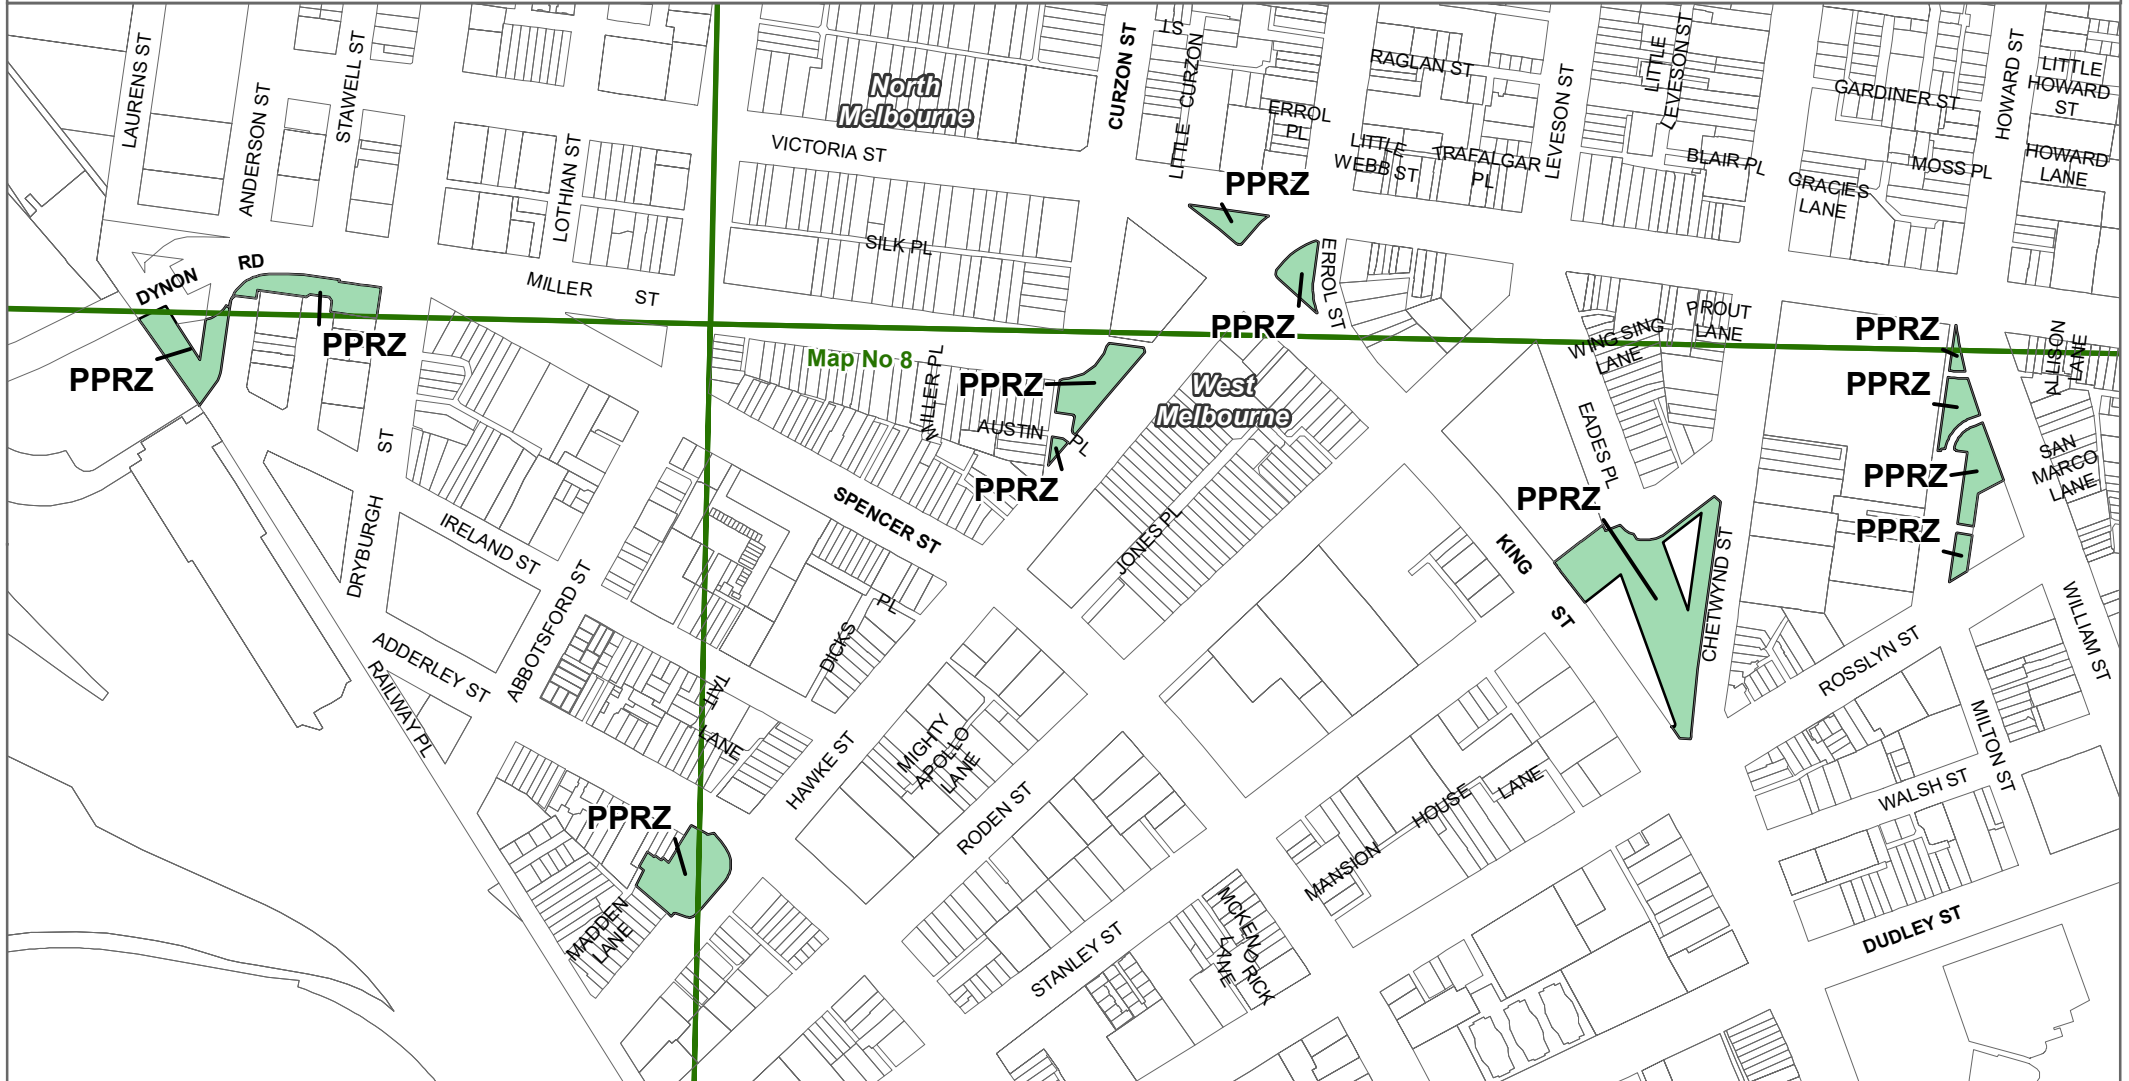 LAURENS ST
ANDERSON ST
STAWELL ST
LOTHIAN ST
North
Melbourne
VICTORIA ST
SILK PL
CURZON ST
ST
LITTLE CURZON
ERROL
PL
RAGLAN ST
LITTLE
WEBB ST
TRAFALGAR
PL
LEVESON ST
LITTLE
LEVESON ST
BLAIR PL
GARDINER ST
GRACIES
LANE
MOSS PL
HOWARD ST
LITTLE
HOWARD
ST
HOWARD
LANE
PPRZ
ERROL ST
PPRZ
DYNON RD
MILLER ST
PPRZ
PPRZ
Map No 8
MILLER PL
AUSTIN PL
PPRZ
PPRZ
West
Melbourne
WING SING
LANE
PROUT
LANE
EADES PL
PPRZ
PPRZ
PPRZ
PPRZ
PPRZ
ALLISON
LANE
SAN
MARCO
LANE
DRYBURGH ST
IRELAND ST
SPENCER ST
JONES PL
KING ST
CHETWYND ST
WILLIAM ST
ADDERLEY ST
RAILWAY PL
ABBOTSFORD ST
DICKS PL
TAIT
LANE
HAWKE ST
MIGHTY
APOLLO
LANE
RODEN ST
ROSSLYN ST
MILTON ST
WALSH ST
MANSION HOUSE LANE
PPRZ
MADDEN
LANE
STANLEY ST
MCKENDRICK
LANE
DUDLEY ST